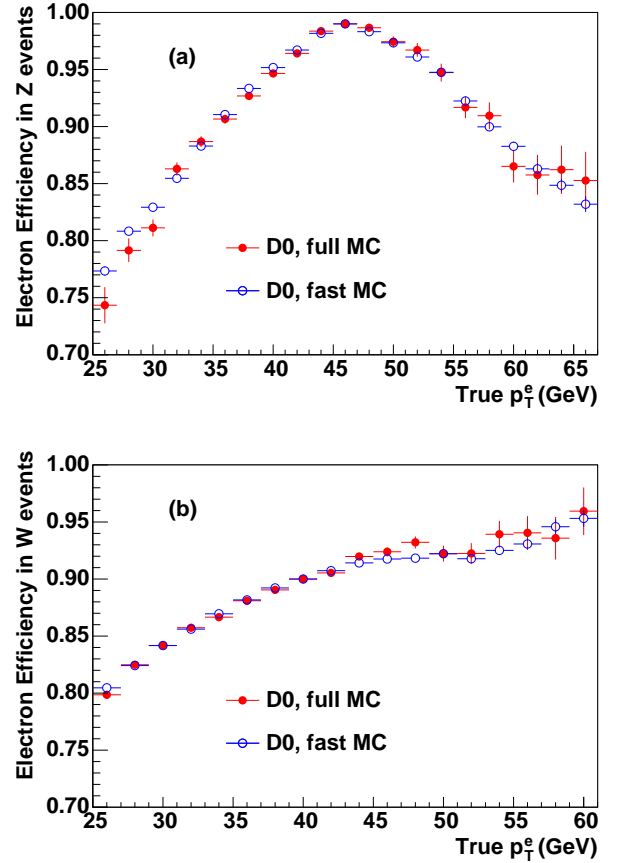 Electron Efficiency in Z events
1.00
0.95
0.90
0.85
0.80
0.75
0.70
(a)
D0, full MC
D0, fast MC
25 30 35 40 45 50 55 60 65
True p_T^e (GeV)
Electron Efficiency in W events
1.00
0.95
0.90
0.85
0.80
0.75
0.70
(b)
D0, full MC
D0, fast MC
25 30 35 40 45 50 55 60
True p_T^e (GeV)